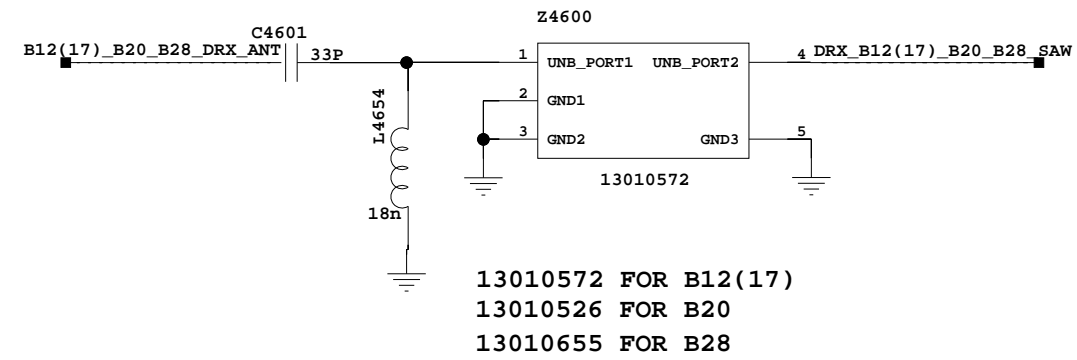 Z4600
C4601
B12(17)_B20_B28_DRX_ANT
33P
1
UNB_PORT1 UNB_PORT2
4
DRX_B12(17)_B20_B28_SAW
2
GND1
L4654
3
GND2
GND3
5
13010572
18n
13010572 FOR B12(17)
13010526 FOR B20
13010655 FOR B28